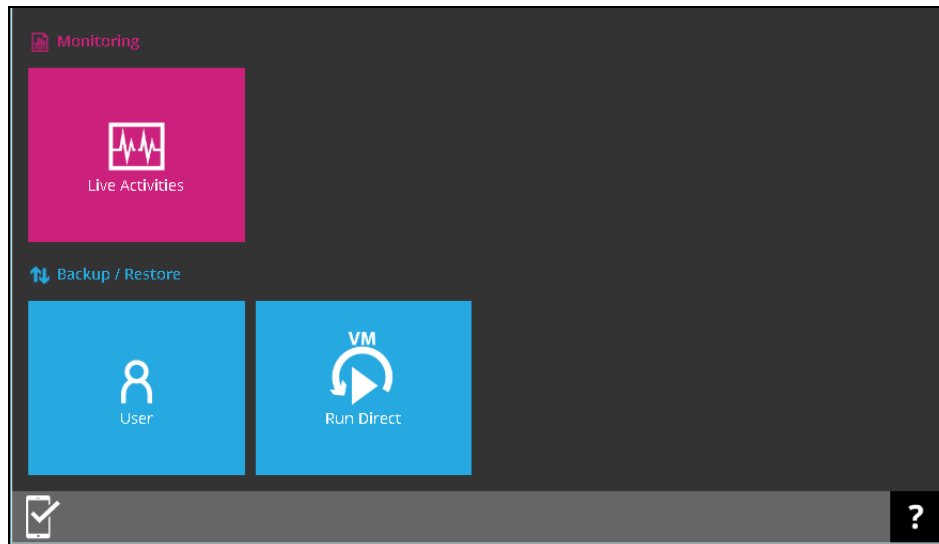 Monitoring
Live Activities
Backup / Restore
User
VM
Run Direct
?